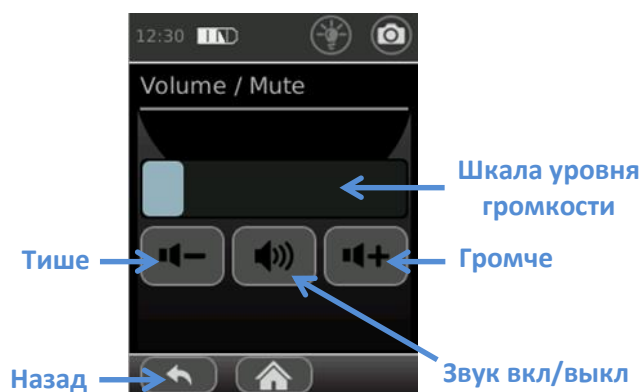 12:30
Volume / Mute
Шкала уровня
громкости
Тише
Громче
Назад
Звук вкл/выкл